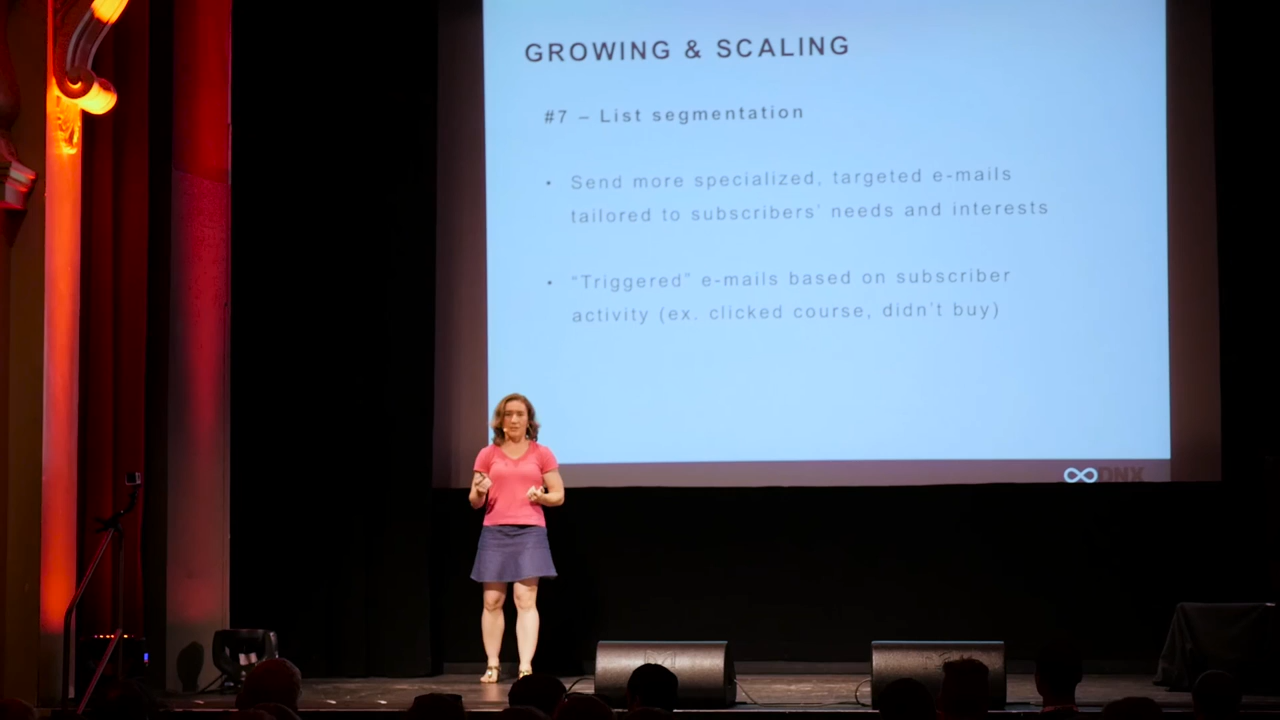 GROWING & SCALING
#7 – List segmentation
• Send more specialized, targeted e-mails
tailored to subscribers' needs and interests
• “Triggered” e-mails based on subscriber
activity (ex. clicked course, didn't buy)
DNX